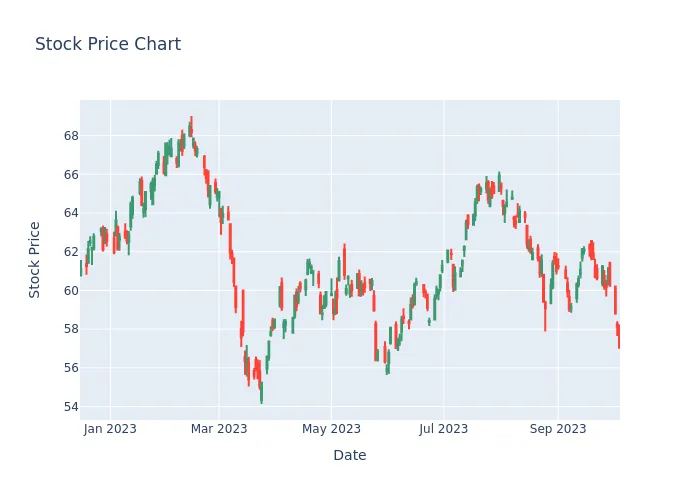 Stock Price Chart
Stock Price
68
66
64
62
60
58
56
54
Jan 2023
Mar 2023
May 2023
Jul 2023
Sep 2023
Date